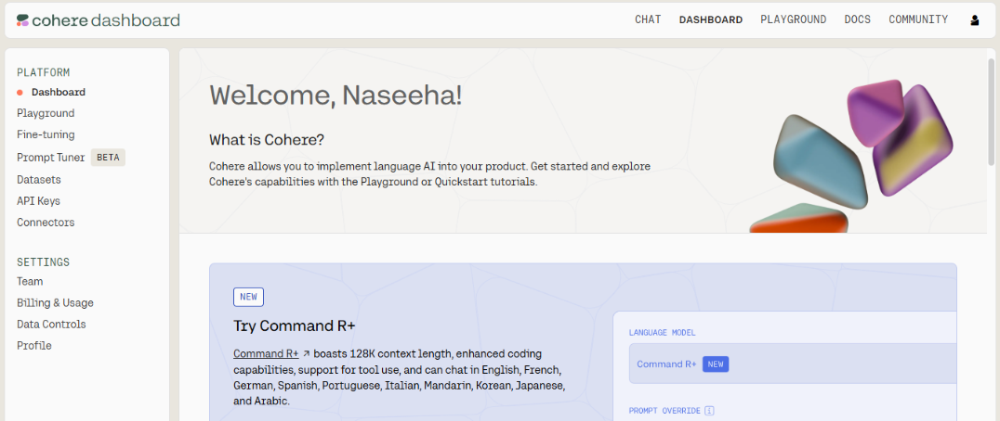 cohere dashboard
CHAT DASHBOARD PLAYGROUND DOCS COMMUNITY
PLATFORM
Dashboard
Playground
Fine-tuning
Prompt Tuner BETA
Datasets
API Keys
Connectors
SETTINGS
Team
Billing & Usage
Data Controls
Profile
Welcome, Naseeha!
What is Cohere?
Cohere allows you to implement language AI into your product. Get started and explore
Cohere's capabilities with the Playground or Quickstart tutorials.
NEW
Try Command R+
Command R+ ↗ boasts 128K context length, enhanced coding
capabilities, support for tool use, and can chat in English, French,
German, Spanish, Portuguese, Italian, Mandarin, Korean, Japanese,
and Arabic.
LANGUAGE MODEL
Command R+ NEW
PROMPT OVERRIDE i